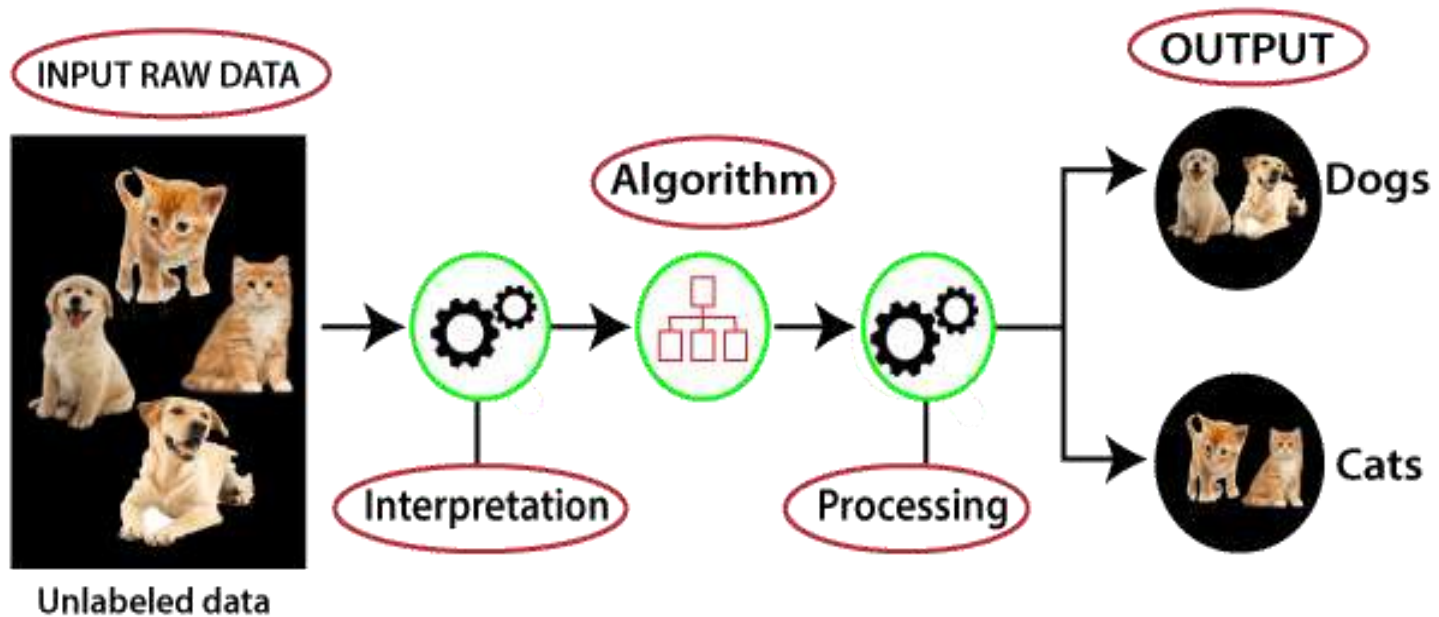 INPUT RAW DATA
OUTPUT
Algorithm
Dogs
Interpretation
Processing
Cats
Unlabeled data